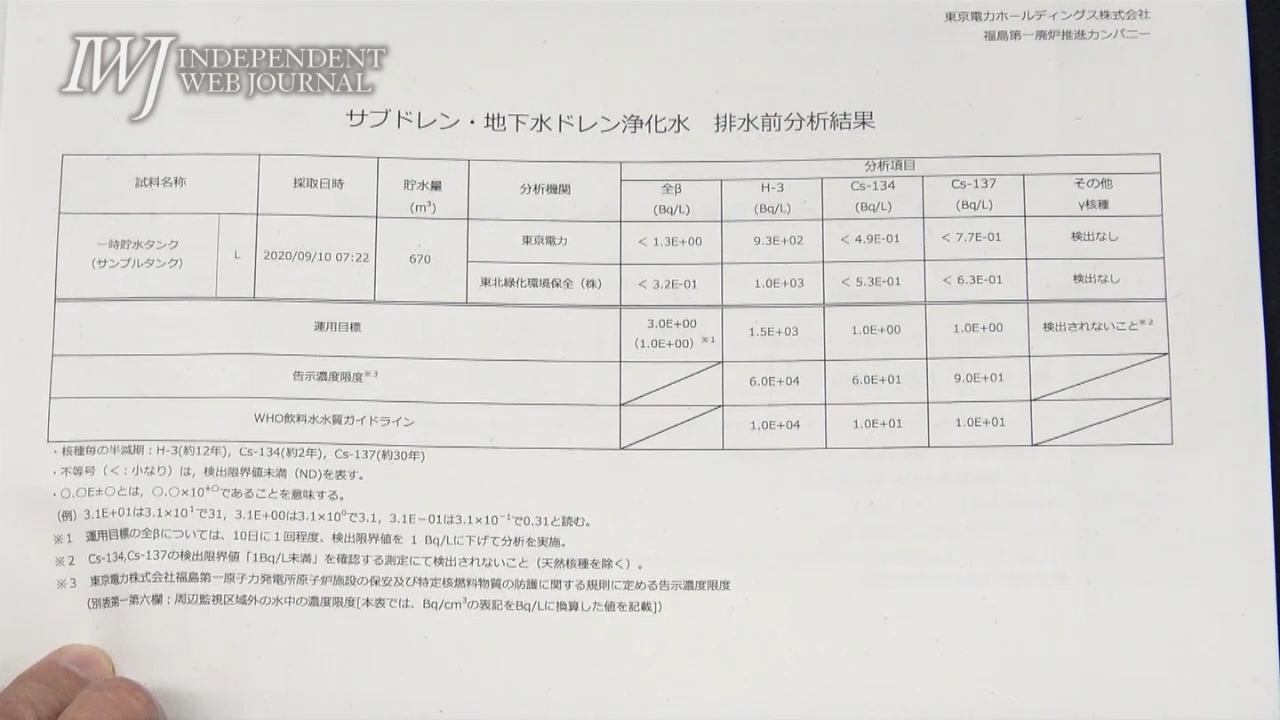 東京電力ホールディングス株式会社
福島第一廃炉推進カンパニー
IWJ INDEPENDENT
WEB JOURNAL
サブドレン・地下水ドレン浄化水　排水前分析結果
試料名称 採取日時 貯水量 (m³) 分析機関 分析項目
全β (Bq/L) H-3 (Bq/L) Cs-134 (Bq/L) Cs-137 (Bq/L) その他 γ核種
一時貯水タンク (サンプルタンク) L 2020/09/10 07:22 670
東京電力 < 1.3E+00 9.3E+02 < 4.9E-01 < 7.7E-01 検出なし
東北緑化環境保全（株） < 3.2E-01 1.0E+03 < 5.3E-01 < 6.3E-01 検出なし
運用目標 3.0E+00 (1.0E+00) ※1 1.5E+03 1.0E+00 1.0E+00 検出されないこと※2
告示濃度限度※3 6.0E+04 6.0E+01 9.0E+01
WHO飲料水水質ガイドライン 1.0E+04 1.0E+01 1.0E+01
・核種毎の半減期：H-3(約12年)，Cs-134(約2年)，Cs-137(約30年)
・不等号（<：小なり）は，検出限界値未満（ND)を表す。
・○.○E±○とは，○.○×10±○であることを意味する。
（例）3.1E+01は3.1×10¹で31，3.1E+00は3.1×10⁰で3.1，3.1E－01は3.1×10⁻¹で0.31と読む。
※１　運用目標の全βについては、10日に１回程度、検出限界値を 1 Bq/Lに下げて分析を実施。
※２　Cs-134,Cs-137の検出限界値「1Bq/L未満」を確認する測定にて検出されないこと（天然核種を除く）。
※３　東京電力株式会社福島第一原子力発電所原子炉施設の保安及び特定核燃料物質の防護に関する規則に定める告示濃度限度
（別表第一第六欄：周辺監視区域外の水中の濃度限度[本表では、Bq/cm³の表記をBq/Lに換算した値を記載]）